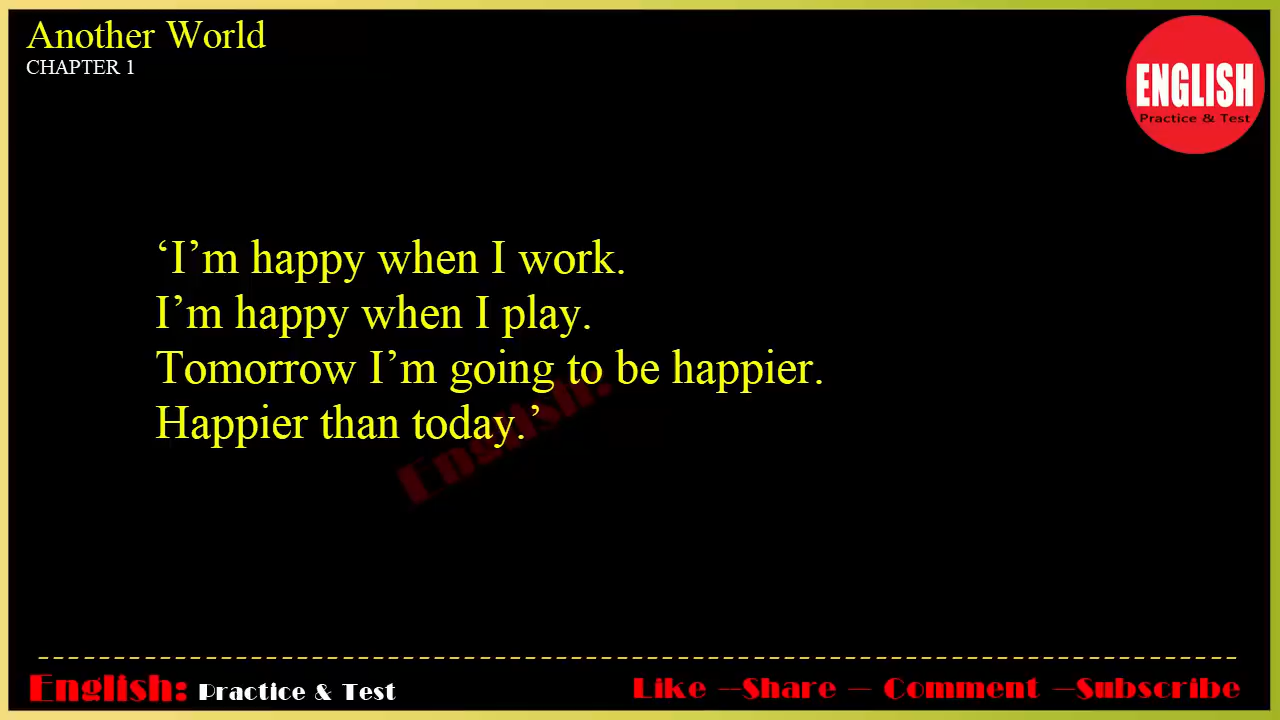 Another World
CHAPTER 1
ENGLISH
Practice & Test
‘I’m happy when I work.
I’m happy when I play.
Tomorrow I’m going to be happier.
Happier than today.’
English:
English: Practice & Test
Like —Share — Comment —Subscribe